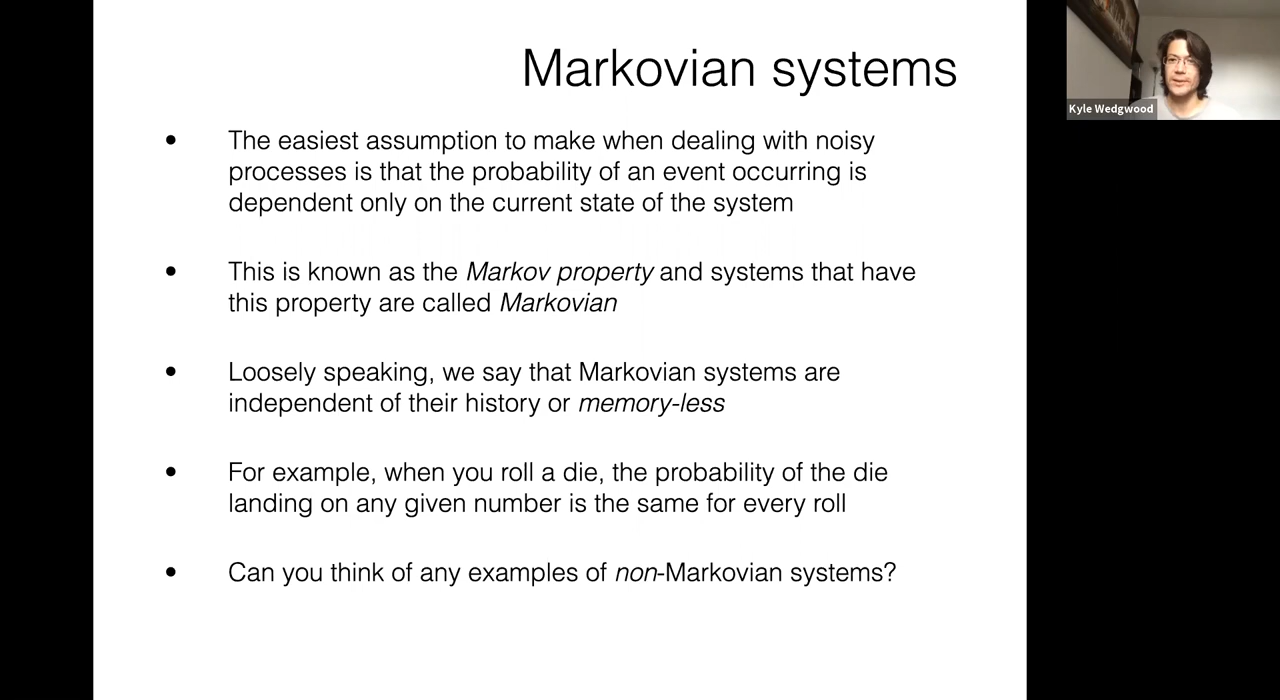 Markovian systems
Kyle Wedgwood
• The easiest assumption to make when dealing with noisy
processes is that the probability of an event occurring is
dependent only on the current state of the system
• This is known as the Markov property and systems that have
this property are called Markovian
• Loosely speaking, we say that Markovian systems are
independent of their history or memory-less
• For example, when you roll a die, the probability of the die
landing on any given number is the same for every roll
• Can you think of any examples of non-Markovian systems?